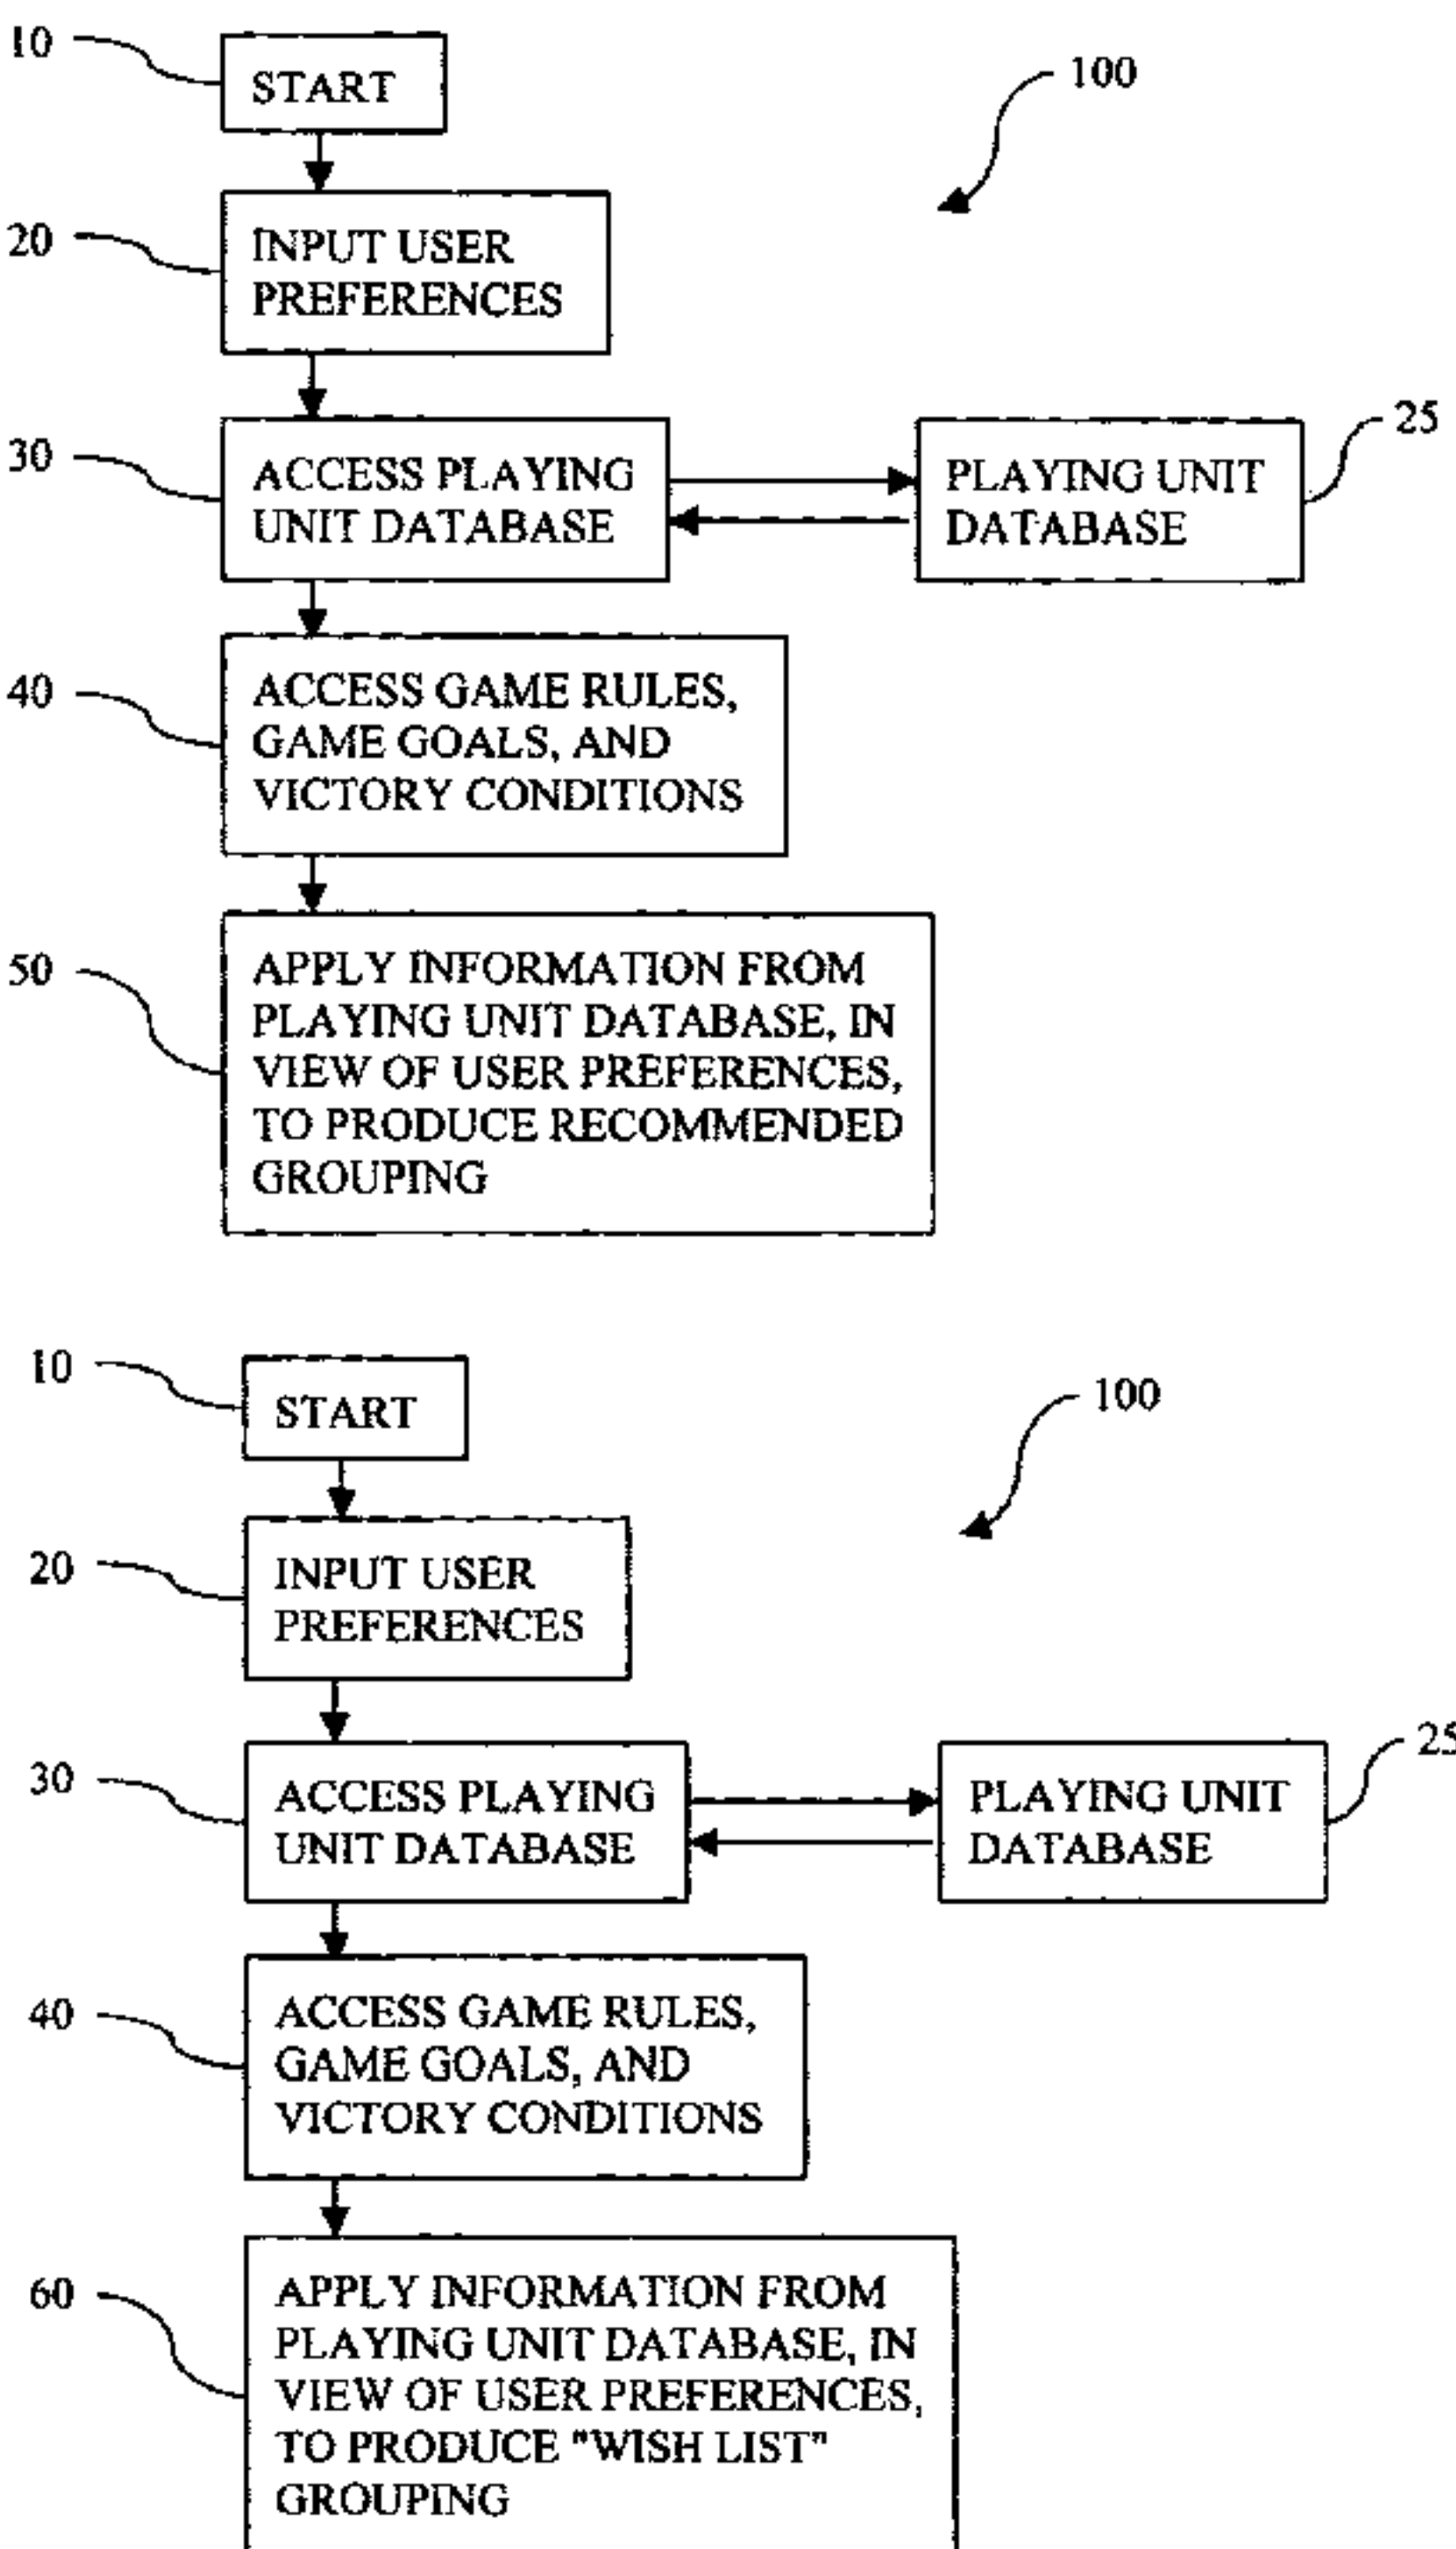 10
START
100
20
INPUT USER
PREFERENCES
30
ACCESS PLAYING
UNIT DATABASE
PLAYING UNIT
DATABASE
25
40
ACCESS GAME RULES,
GAME GOALS, AND
VICTORY CONDITIONS
50
APPLY INFORMATION FROM
PLAYING UNIT DATABASE, IN
VIEW OF USER PREFERENCES,
TO PRODUCE RECOMMENDED
GROUPING
10
START
100
20
INPUT USER
PREFERENCES
30
ACCESS PLAYING
UNIT DATABASE
PLAYING UNIT
DATABASE
25
40
ACCESS GAME RULES,
GAME GOALS, AND
VICTORY CONDITIONS
60
APPLY INFORMATION FROM
PLAYING UNIT DATABASE, IN
VIEW OF USER PREFERENCES,
TO PRODUCE "WISH LIST"
GROUPING